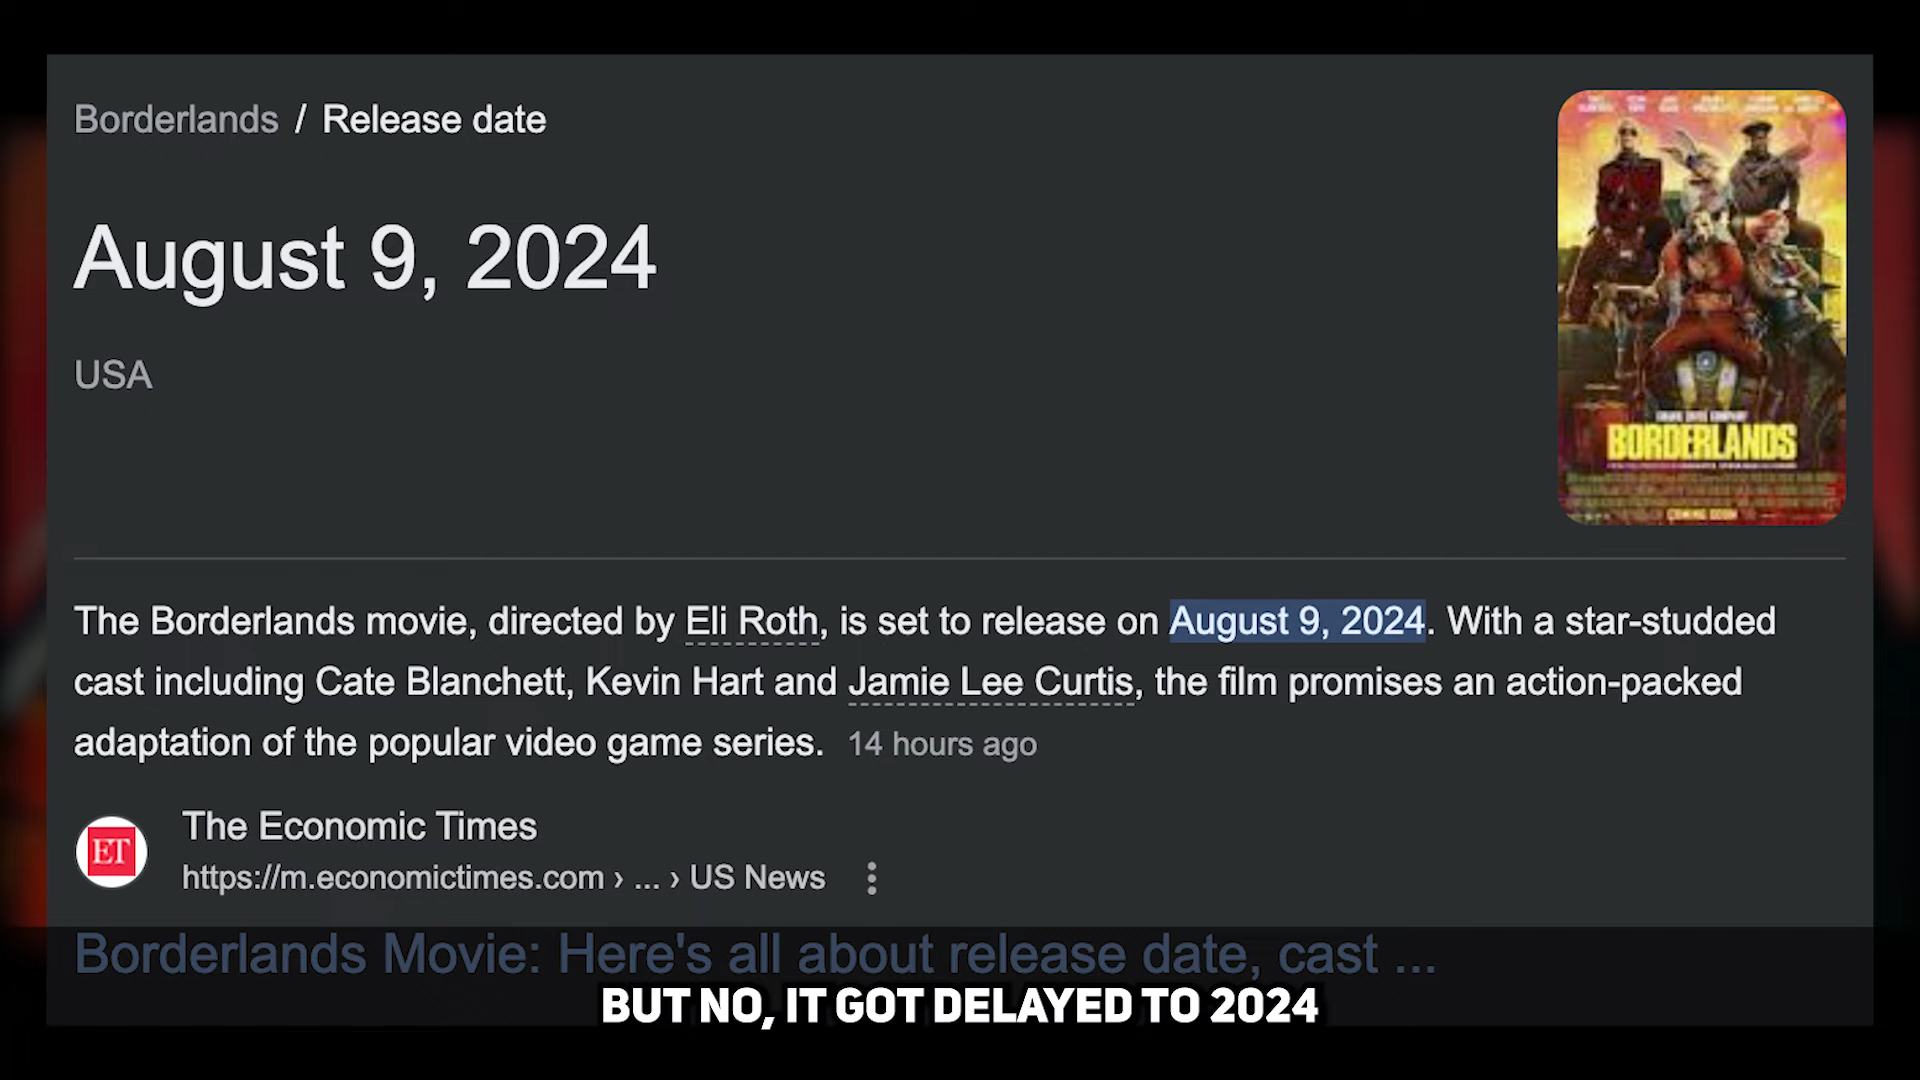 Borderlands / Release date
August 9, 2024
USA
BORDERLANDS
COMING SOON
The Borderlands movie, directed by Eli Roth, is set to release on August 9, 2024. With a star-studded
cast including Cate Blanchett, Kevin Hart and Jamie Lee Curtis, the film promises an action-packed
adaptation of the popular video game series. 14 hours ago
ET
The Economic Times
https://m.economictimes.com › ... › US News
Borderlands Movie: Here's all about release date, cast ...
BUT NO, IT GOT DELAYED TO 2024